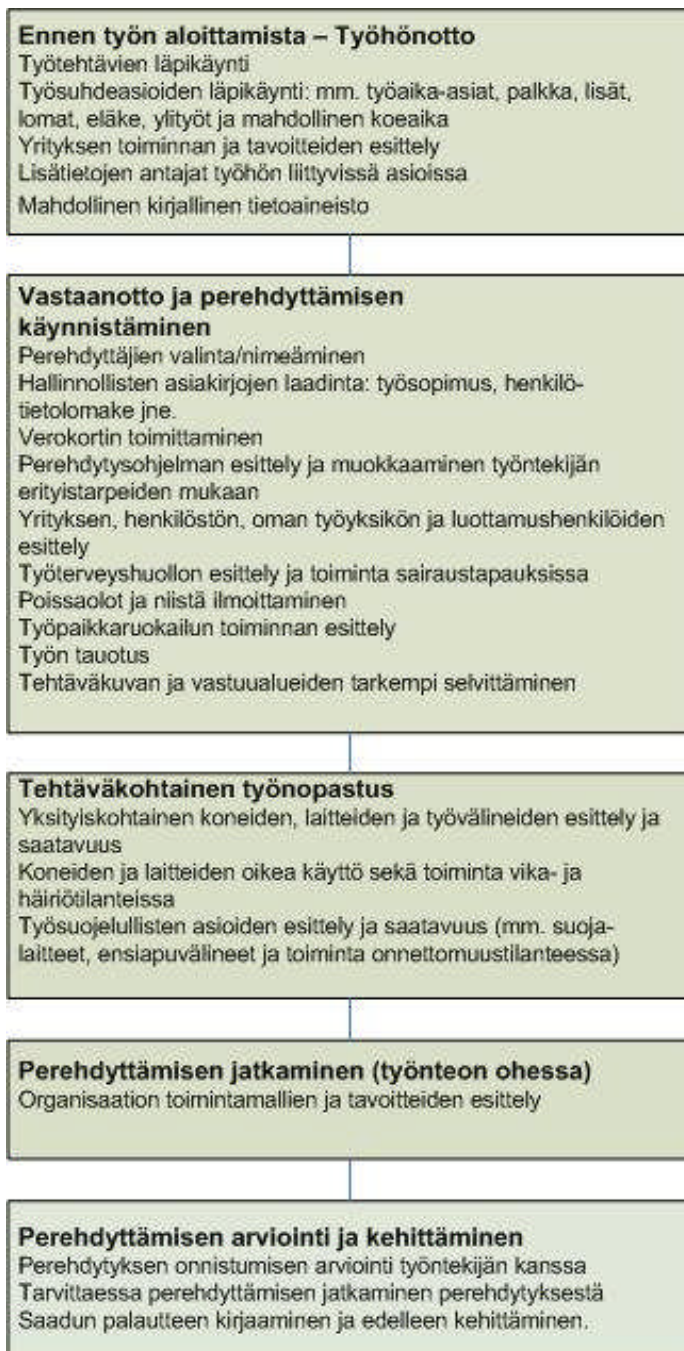 Ennen työn aloittamista – Työhönotto
Työtehtävien läpikäynti
Työsuhdeasioiden läpikäynti: mm. työaika-asiat, palkka, lisät,
lomat, eläke, ylityöt ja mahdollinen koeaika
Yrityksen toiminnan ja tavoitteiden esittely
Lisätietojen antajat työhön liittyvissä asioissa
Mahdollinen kirjallinen tietoaineisto
Vastaanotto ja perehdyttämisen
käynnistäminen
Perehdyttäjien valinta/nimeäminen
Hallinnollisten asiakirjojen laadinta: työsopimus, henkilö-
tietolomake jne.
Verokortin toimittaminen
Perehdytysohjelman esittely ja muokkaaminen työntekijän
erityistarpeiden mukaan
Yrityksen, henkilöstön, oman työyksikön ja luottamushenkilöiden
esittely
Työterveyshuollon esittely ja toiminta sairaustapauksissa
Poissaolot ja niistä ilmoittaminen
Työpaikkaruokailun toiminnan esittely
Työn tauotus
Tehtäväkuvan ja vastuualueiden tarkempi selvittäminen
Tehtäväkohtainen työnopastus
Yksityiskohtainen koneiden, laitteiden ja työvälineiden esittely ja
saatavuus
Koneiden ja laitteiden oikea käyttö sekä toiminta vika- ja
häiriötilanteissa
Työsuojelullisten asioiden esittely ja saatavuus (mm. suoja-
laitteet, ensiapuvälineet ja toiminta onnettomuustilanteessa)
Perehdyttämisen jatkaminen (työnteon ohessa)
Organisaation toimintamallien ja tavoitteiden esittely
Perehdyttämisen arviointi ja kehittäminen
Perehdytyksen onnistumisen arviointi työntekijän kanssa
Tarvittaessa perehdyttämisen jatkaminen perehdytyksestä
Saadun palautteen kirjaaminen ja edelleen kehittäminen.